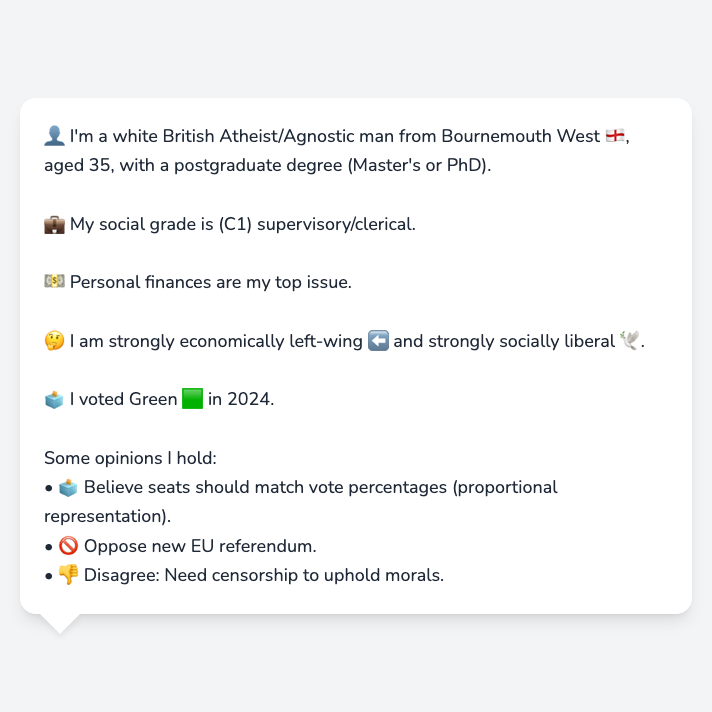 👤 I'm a white British Atheist/Agnostic man from Bournemouth West 🏴󠁧󠁢󠁥󠁮󠁧󠁿,
aged 35, with a postgraduate degree (Master's or PhD).
💼 My social grade is (C1) supervisory/clerical.
💵 Personal finances are my top issue.
🤔 I am strongly economically left-wing ⬅️ and strongly socially liberal 🕊️.
🗳️ I voted Green 🟩 in 2024.
Some opinions I hold:
• 🗳️ Believe seats should match vote percentages (proportional
representation).
• 🚫 Oppose new EU referendum.
• 👎 Disagree: Need censorship to uphold morals.